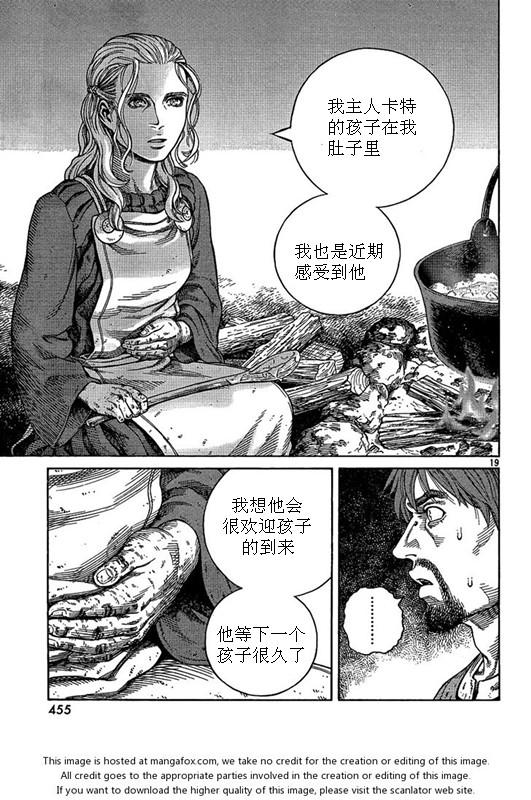 我主人卡特
的孩子在我
肚子里
我也是近期
感受到他
19
我想他会
很欢迎孩子
的到来
他等下一个
孩子很久了
………
455
This image is hosted at mangafox.com, we take no credit for the creation or editing of this image.
All credit goes to the appropriate parties involved in the creation or editing of this image.
If you want to download the higher quality of this image, please visit the scanlator web site.